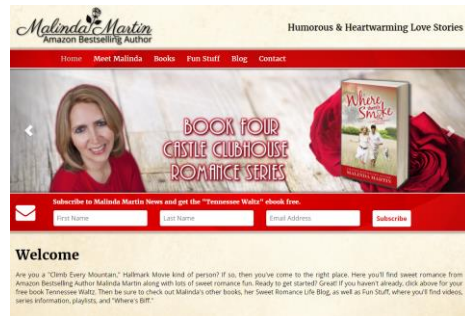 Malinda Martin
Amazon Bestselling Author
Humorous & Heartwarming Love Stories
Home Meet Malinda Books Fun Stuff Blog Contact
BOOK FOUR
CASTLE CLUBHOUSE
ROMANCE SERIES
Where
Smoke
MALINDA MARTIN
Subscribe to Malinda Martin News and get the "Tennessee Waltz" ebook free.
First Name Last Name Email Address Subscribe
Welcome
Are you a "Climb Every Mountain," Hallmark Movie kind of person? If so, then you've come to the right place. Here you'll find sweet romance from
Amazon Bestselling Author Malinda Martin along with lots of sweet romance fun. Ready to get started? Great! If you haven't already, click above for your
free book Tennessee Waltz. Then be sure to check out Malinda's other books, her Sweet Romance Life Blog, as well as Fun Stuff, where you'll find videos,
series information, playlists, and "Where's Biff."